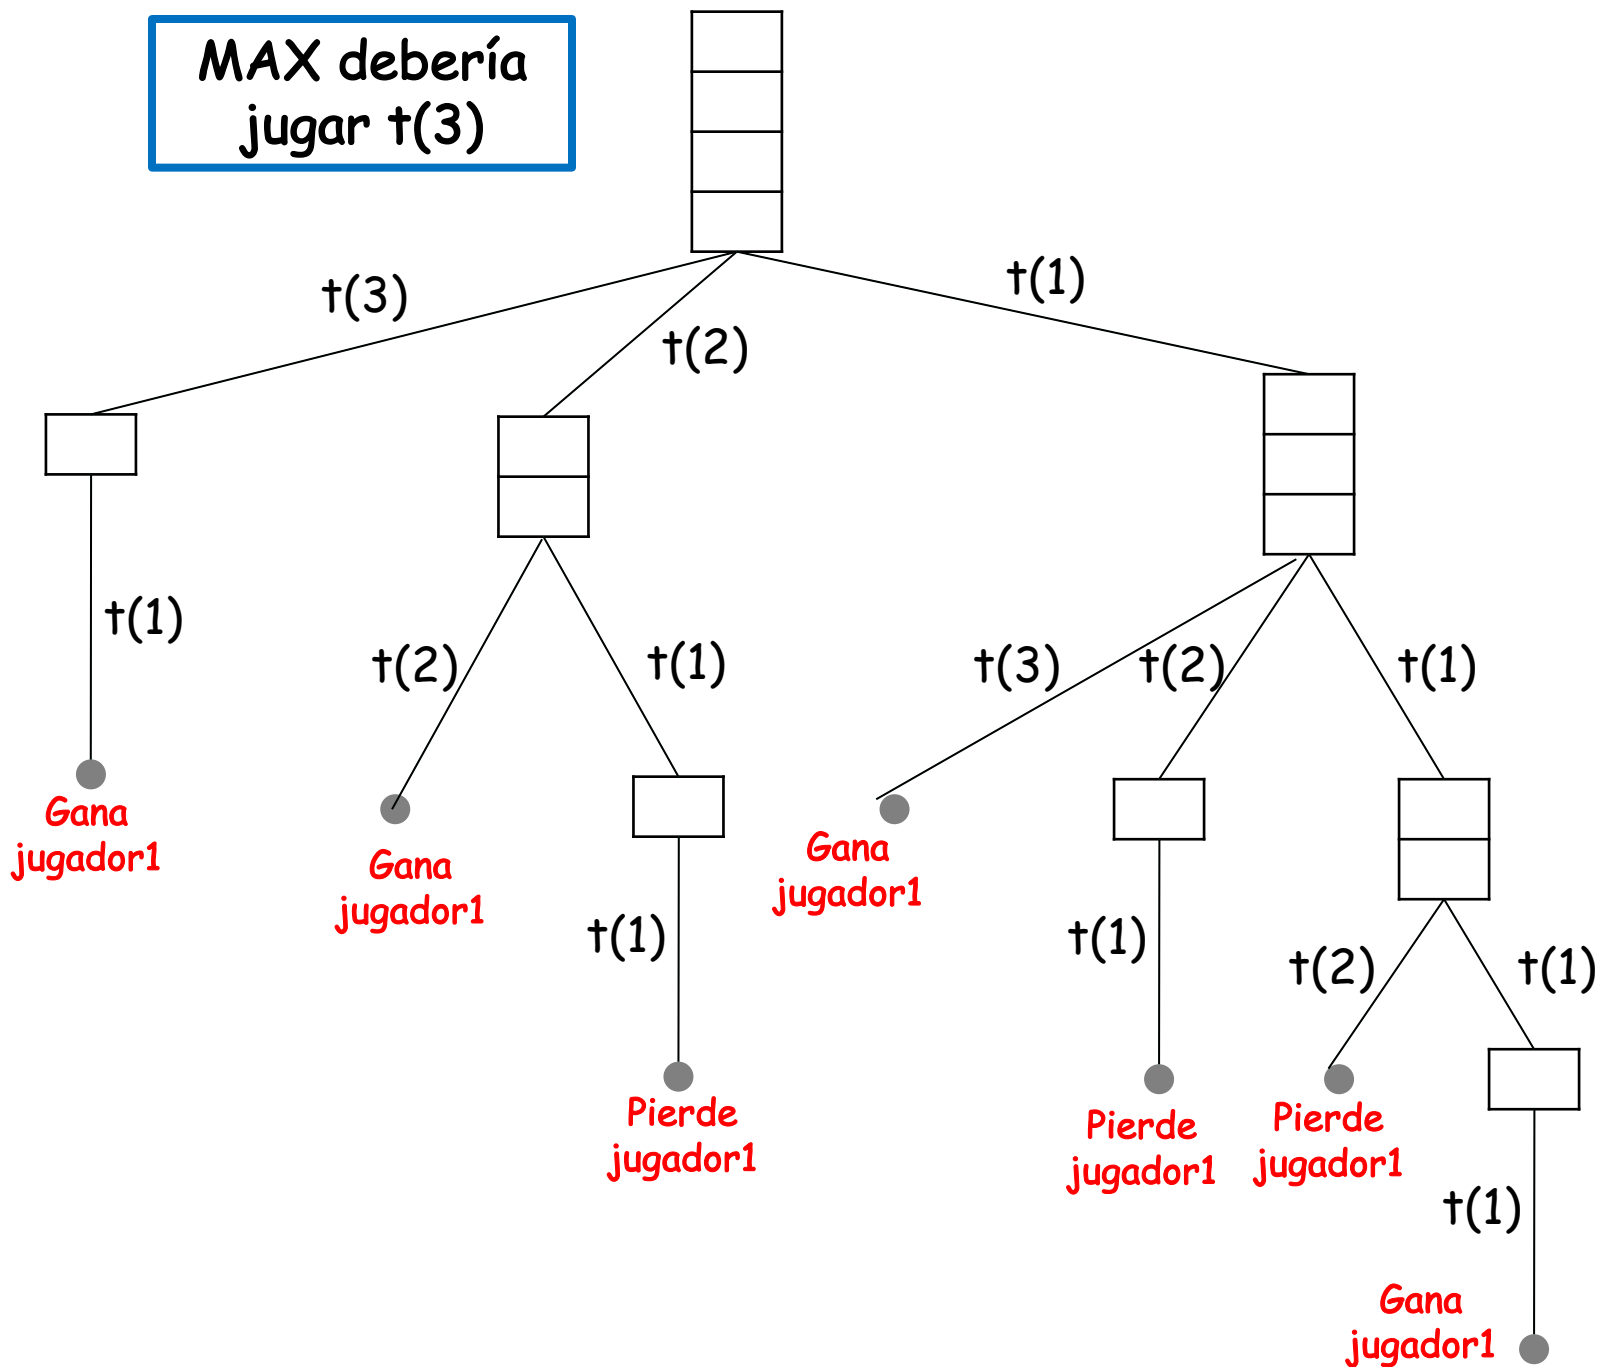 MAX debería
jugar t(3)
t(3)
t(2)
t(1)
t(1)
t(2)
t(1)
t(3)
t(2)
t(1)
Gana
jugador1
Gana
jugador1
Gana
jugador1
t(1)
t(1)
t(2)
t(1)
Pierde
jugador1
Pierde
jugador1
Pierde
jugador1
t(1)
Gana
jugador1